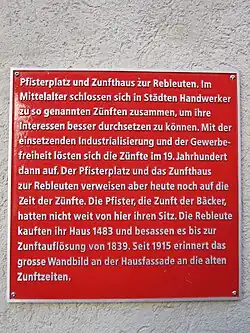 Pfisterplatz und Zunfthaus zur Rebleuten. Im
Mittelalter schlossen sich in Städten Handwerker
zu so genannten Zünften zusammen, um ihre
Interessen besser durchsetzen zu können. Mit der
einsetzenden Industrialisierung und der Gewerbe-
freiheit lösten sich die Zünfte im 19. Jahrhundert
dann auf. Der Pfisterplatz und das Zunfthaus
zur Rebleuten verweisen aber heute noch auf die
Zeit der Zünfte. Die Pfister, die Zunft der Bäcker,
hatten nicht weit von hier ihren Sitz. Die Rebleute
kauften ihr Haus 1483 und besassen es bis zur
Zunftauflösung von 1839. Seit 1915 erinnert das
grosse Wandbild an der Hausfassade an die alten
Zunftzeiten.